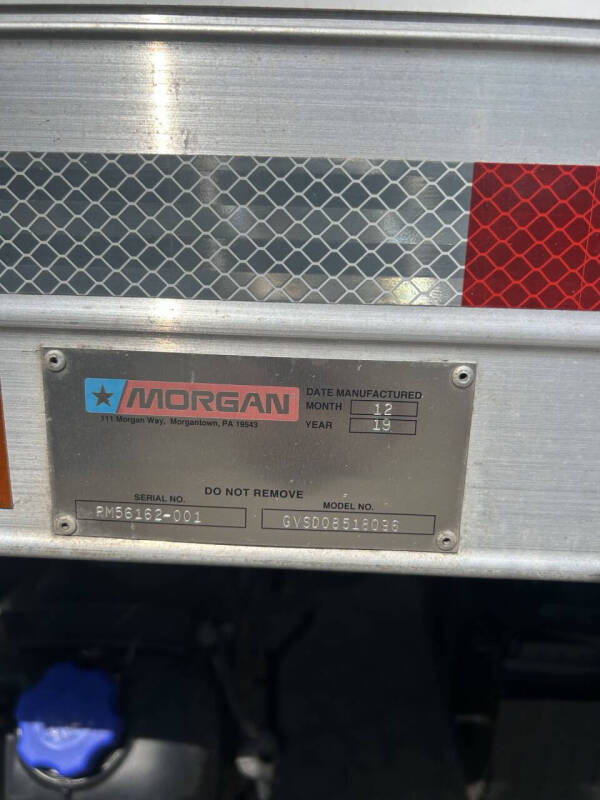 MORGAN
111 Morgan Way, Morgantown, PA 19543
DATE MANUFACTURED
MONTH 12
YEAR 19
DO NOT REMOVE
SERIAL NO. MODEL NO.
RM56162-001 GVSD08518096